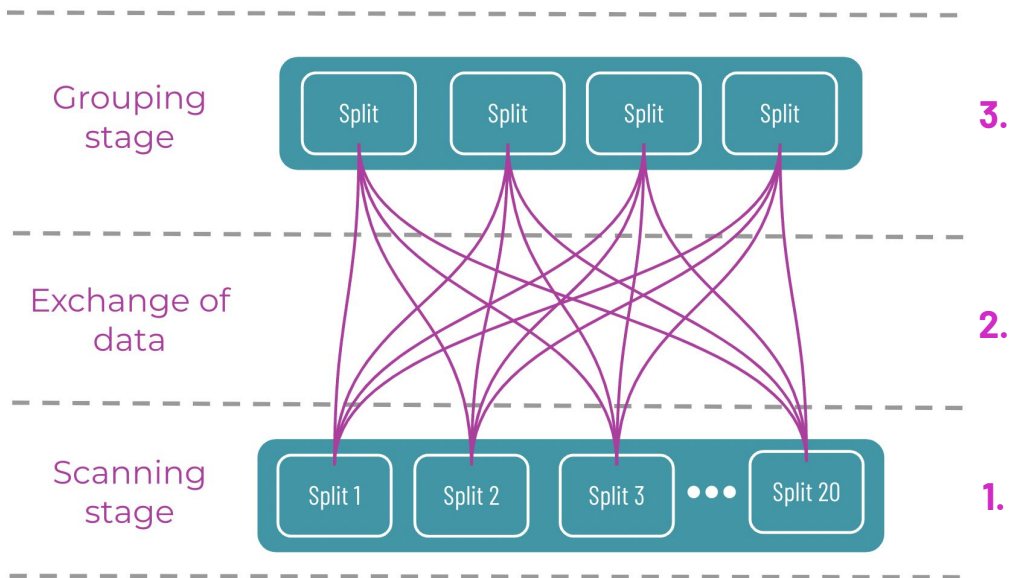 Grouping
stage
Split
Split
Split
Split
3.
Exchange of
data
2.
Scanning
stage
Split 1
Split 2
Split 3
Split 20
1.